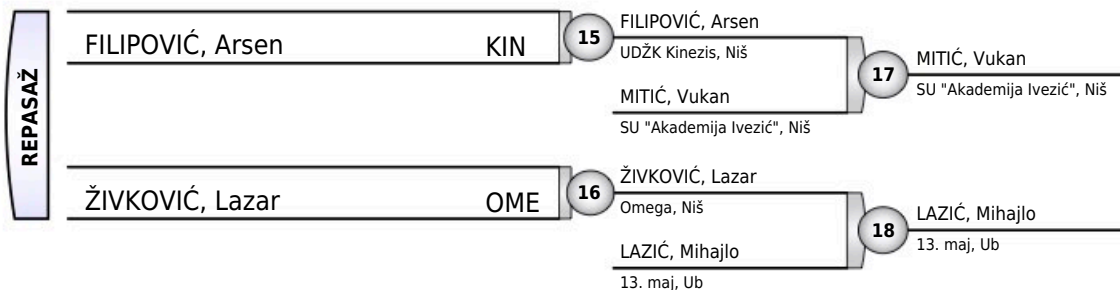 REPASAŽ
FILIPOVIĆ, Arsen KIN
15
FILIPOVIĆ, Arsen
UDŽK Kinezis, Niš
MITIĆ, Vukan
SU "Akademija Ivezić", Niš
17
MITIĆ, Vukan
SU "Akademija Ivezić", Niš
ŽIVKOVIĆ, Lazar OME
16
ŽIVKOVIĆ, Lazar
Omega, Niš
LAZIĆ, Mihajlo
13. maj, Ub
18
LAZIĆ, Mihajlo
13. maj, Ub